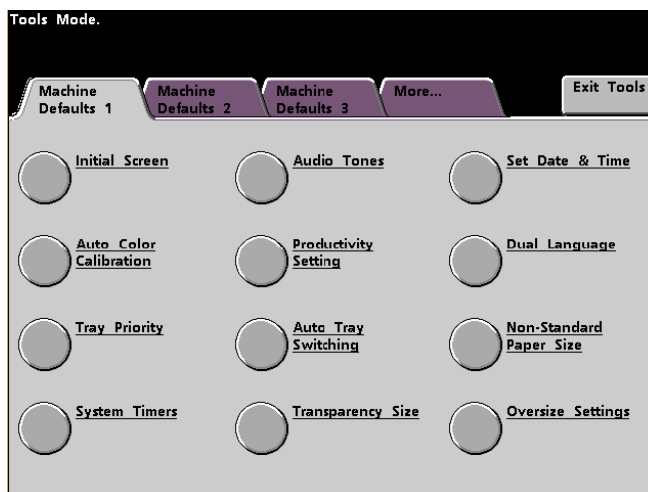 Tools Mode.
Machine
Defaults 1
Machine
Defaults 2
Machine
Defaults 3
More...
Exit Tools
Initial Screen
Audio Tones
Set Date & Time
Auto Color
Calibration
Productivity
Setting
Dual Language
Tray Priority
Auto Tray
Switching
Non-Standard
Paper Size
System Timers
Transparency Size
Oversize Settings